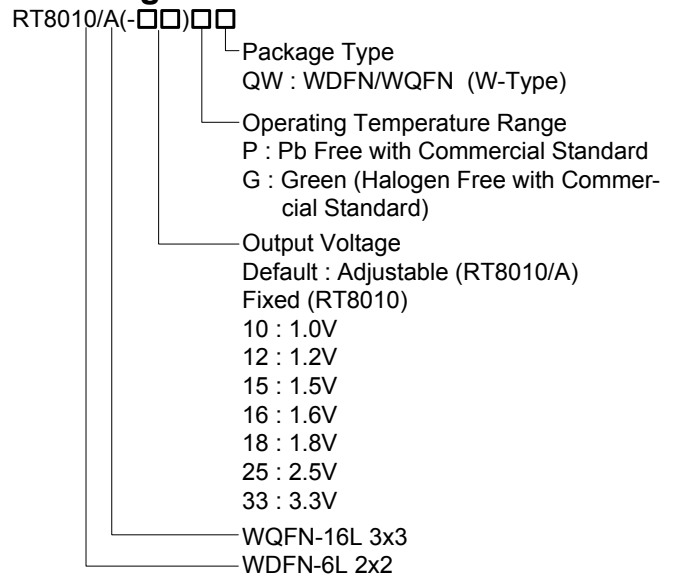 RT8010/A(-□□)□□
Package Type
QW : WDFN/WQFN (W-Type)
Operating Temperature Range
P : Pb Free with Commercial Standard
G : Green (Halogen Free with Commer-
cial Standard)
Output Voltage
Default : Adjustable (RT8010/A)
Fixed (RT8010)
10 : 1.0V
12 : 1.2V
15 : 1.5V
16 : 1.6V
18 : 1.8V
25 : 2.5V
33 : 3.3V
WQFN-16L 3x3
WDFN-6L 2x2